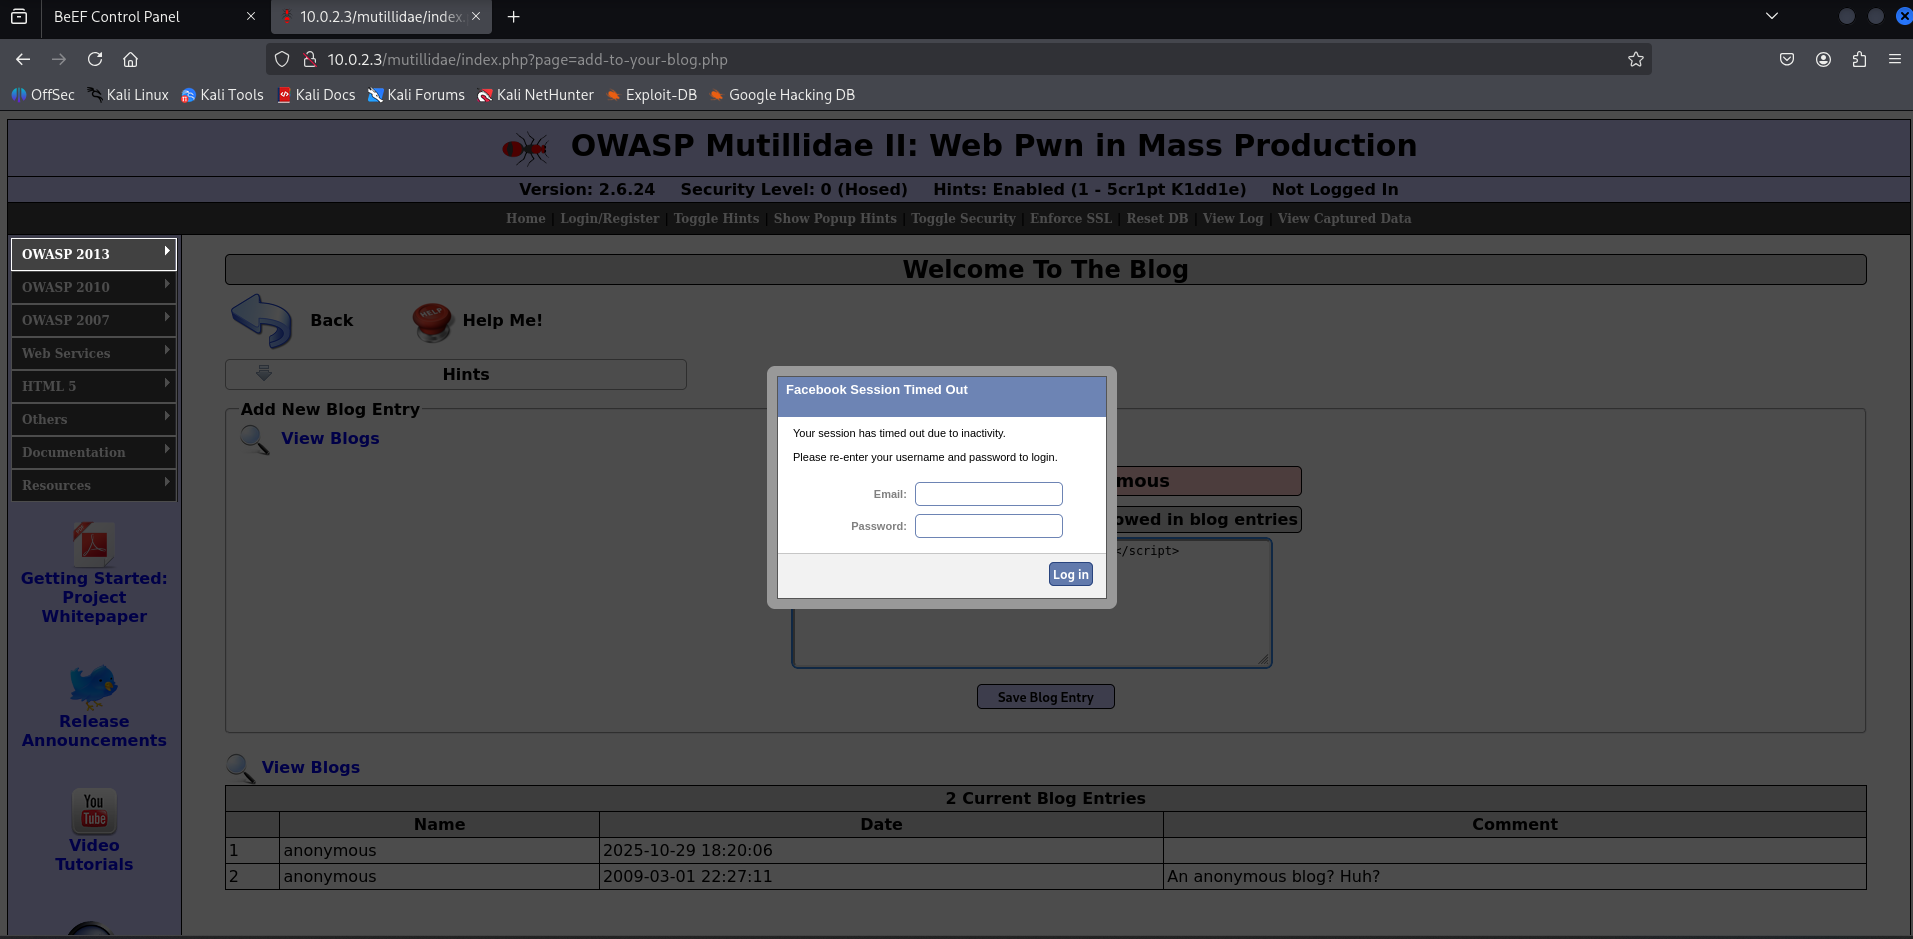 BeEF Control Panel
10.0.2.3/mutillidae/index.
10.0.2.3/mutillidae/index.php?page=add-to-your-blog.php
OffSec Kali Linux Kali Tools Kali Docs Kali Forums Kali NetHunter Exploit-DB Google Hacking DB
OWASP Mutillidae II: Web Pwn in Mass Production
Version: 2.6.24 Security Level: 0 (Hosed) Hints: Enabled (1 - 5cr1pt K1dd1e) Not Logged In
Home | Login/Register | Toggle Hints | Show Popup Hints | Toggle Security | Enforce SSL | Reset DB | View Log | View Captured Data
OWASP 2013
OWASP 2010
OWASP 2007
Web Services
HTML 5
Others
Documentation
Resources
Getting Started:
Project
Whitepaper
Release
Announcements
You
Tube
Video
Tutorials
Welcome To The Blog
Back
HELP
Help Me!
Hints
Add New Blog Entry
View Blogs
mous
owed in blog entries
</script>
Facebook Session Timed Out
Your session has timed out due to inactivity.
Please re-enter your username and password to login.
Email:
Password:
Log in
Save Blog Entry
View Blogs
2 Current Blog Entries
Name Date Comment
1 anonymous 2025-10-29 18:20:06
2 anonymous 2009-03-01 22:27:11 An anonymous blog? Huh?